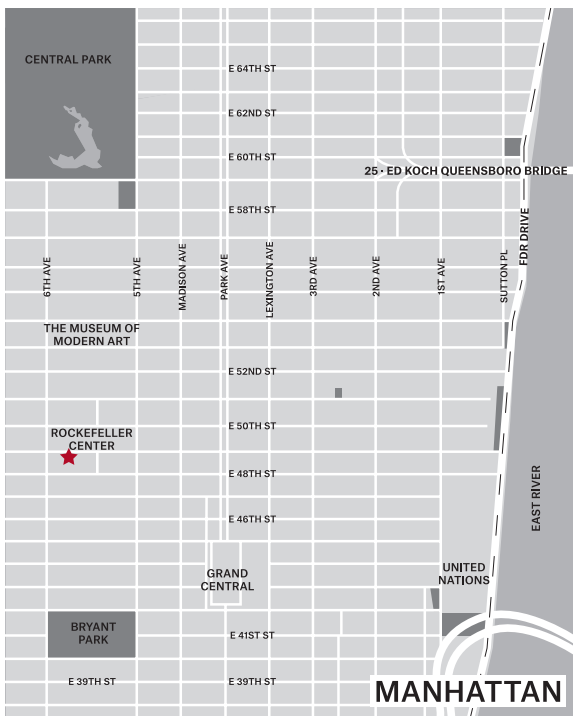 CENTRAL PARK
E 64TH ST
E 62ND ST
E 60TH ST
25 · ED KOCH QUEENSBORO BRIDGE
E 58TH ST
6TH AVE
5TH AVE
MADISON AVE
PARK AVE
LEXINGTON AVE
3RD AVE
2ND AVE
1ST AVE
SUTTON PL
FDR DRIVE
THE MUSEUM OF
MODERN ART
E 52ND ST
E 50TH ST
ROCKEFELLER
CENTER
E 48TH ST
EAST RIVER
E 46TH ST
GRAND
CENTRAL
UNITED
NATIONS
BRYANT
PARK
E 41ST ST
E 39TH ST
E 39TH ST
MANHATTAN